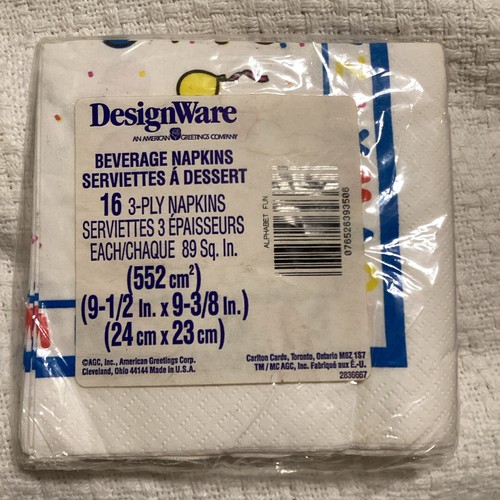 DesignWare
AN AMERICAN GREETINGS COMPANY
BEVERAGE NAPKINS
SERVIETTES Á DESSERT
16 3-PLY NAPKINS
SERVIETTES 3 ÉPAISSEURS
EACH/CHAQUE 89 Sq. In.
(552 cm²)
(9-1/2 In. x 9-3/8 In.)
(24 cm x 23 cm)
ALPHABET FUN
076528393506
©AGC, Inc., American Greetings Corp.
Cleveland, Ohio 44144 Made In U.S.A.
Carlton Cards, Toronto, Ontario M8Z 1S7
TM / MC AGC, Inc. Fabriqué aux É.-U.
2836667